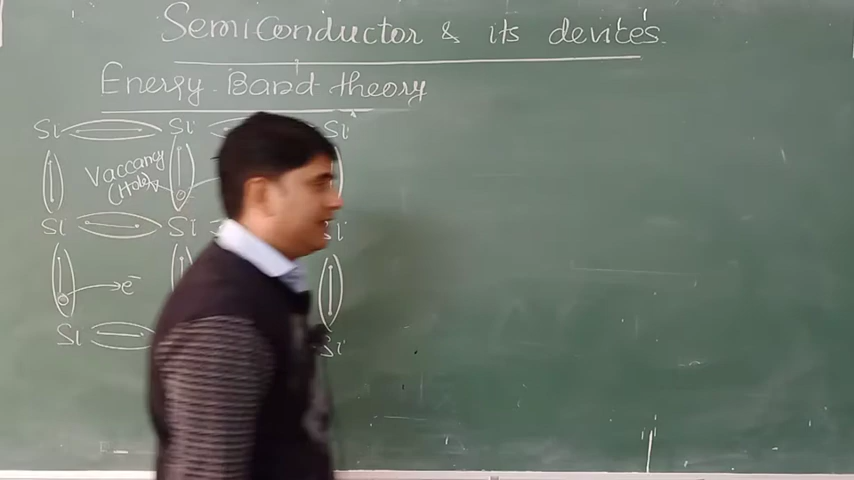 SemiConductor & its devices.
Energy Band theory
Si Si Si
Vaccancy
(Hole)
Si Si Si
e⁻
Si Si